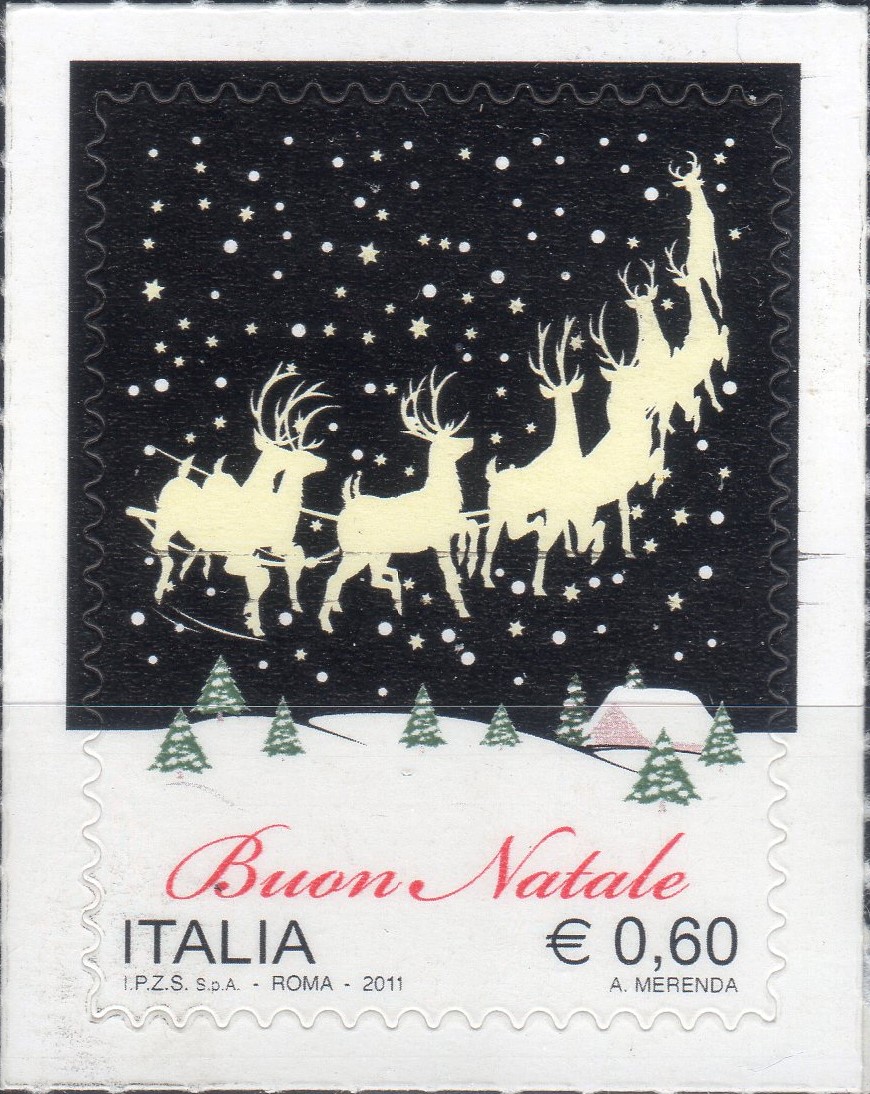 Buon Natale
ITALIA € 0,60
I.P.Z.S. S.p.A. - ROMA - 2011 A. MERENDA